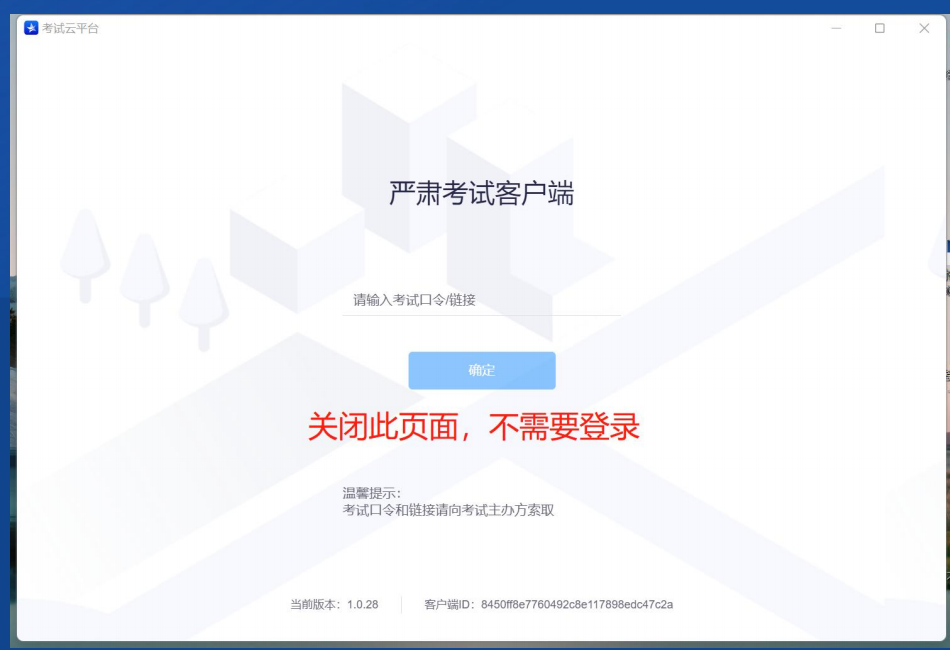 考试云平台
严肃考试客户端
请输入考试口令/链接
确定
关闭此页面，不需要登录
温馨提示：
考试口令和链接请向考试主办方索取
当前版本：1.0.28 客户端ID：8450ff8e7760492c8e117898edc47c2a